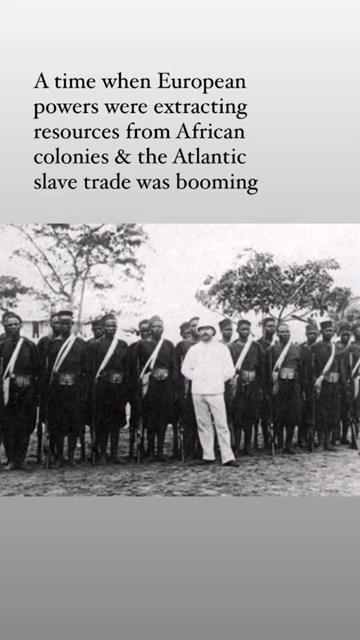 A time when European
powers were extracting
resources from African
colonies & the Atlantic
slave trade was booming